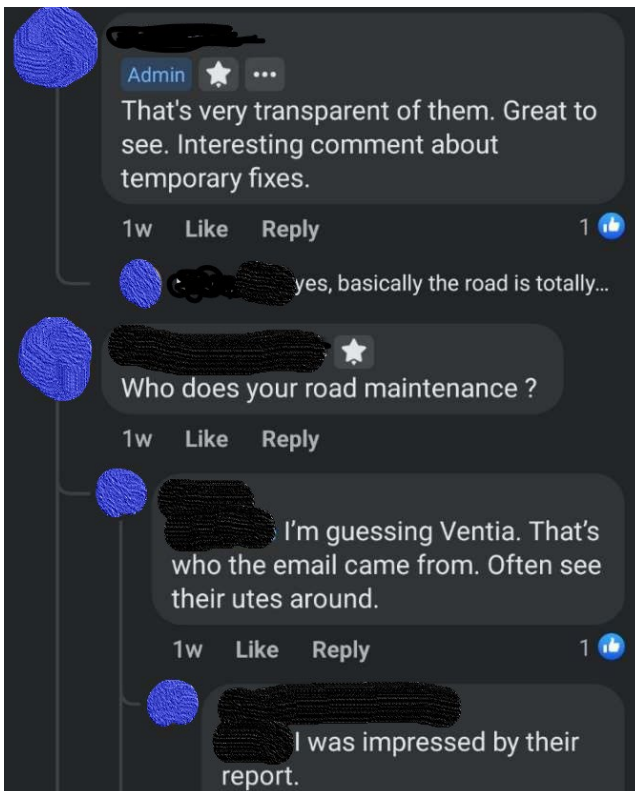 Admin
That's very transparent of them. Great to
see. Interesting comment about
temporary fixes.
1w Like Reply 1
yes, basically the road is totally...
Who does your road maintenance ?
1w Like Reply
I'm guessing Ventia. That's
who the email came from. Often see
their utes around.
1w Like Reply 1
I was impressed by their
report.